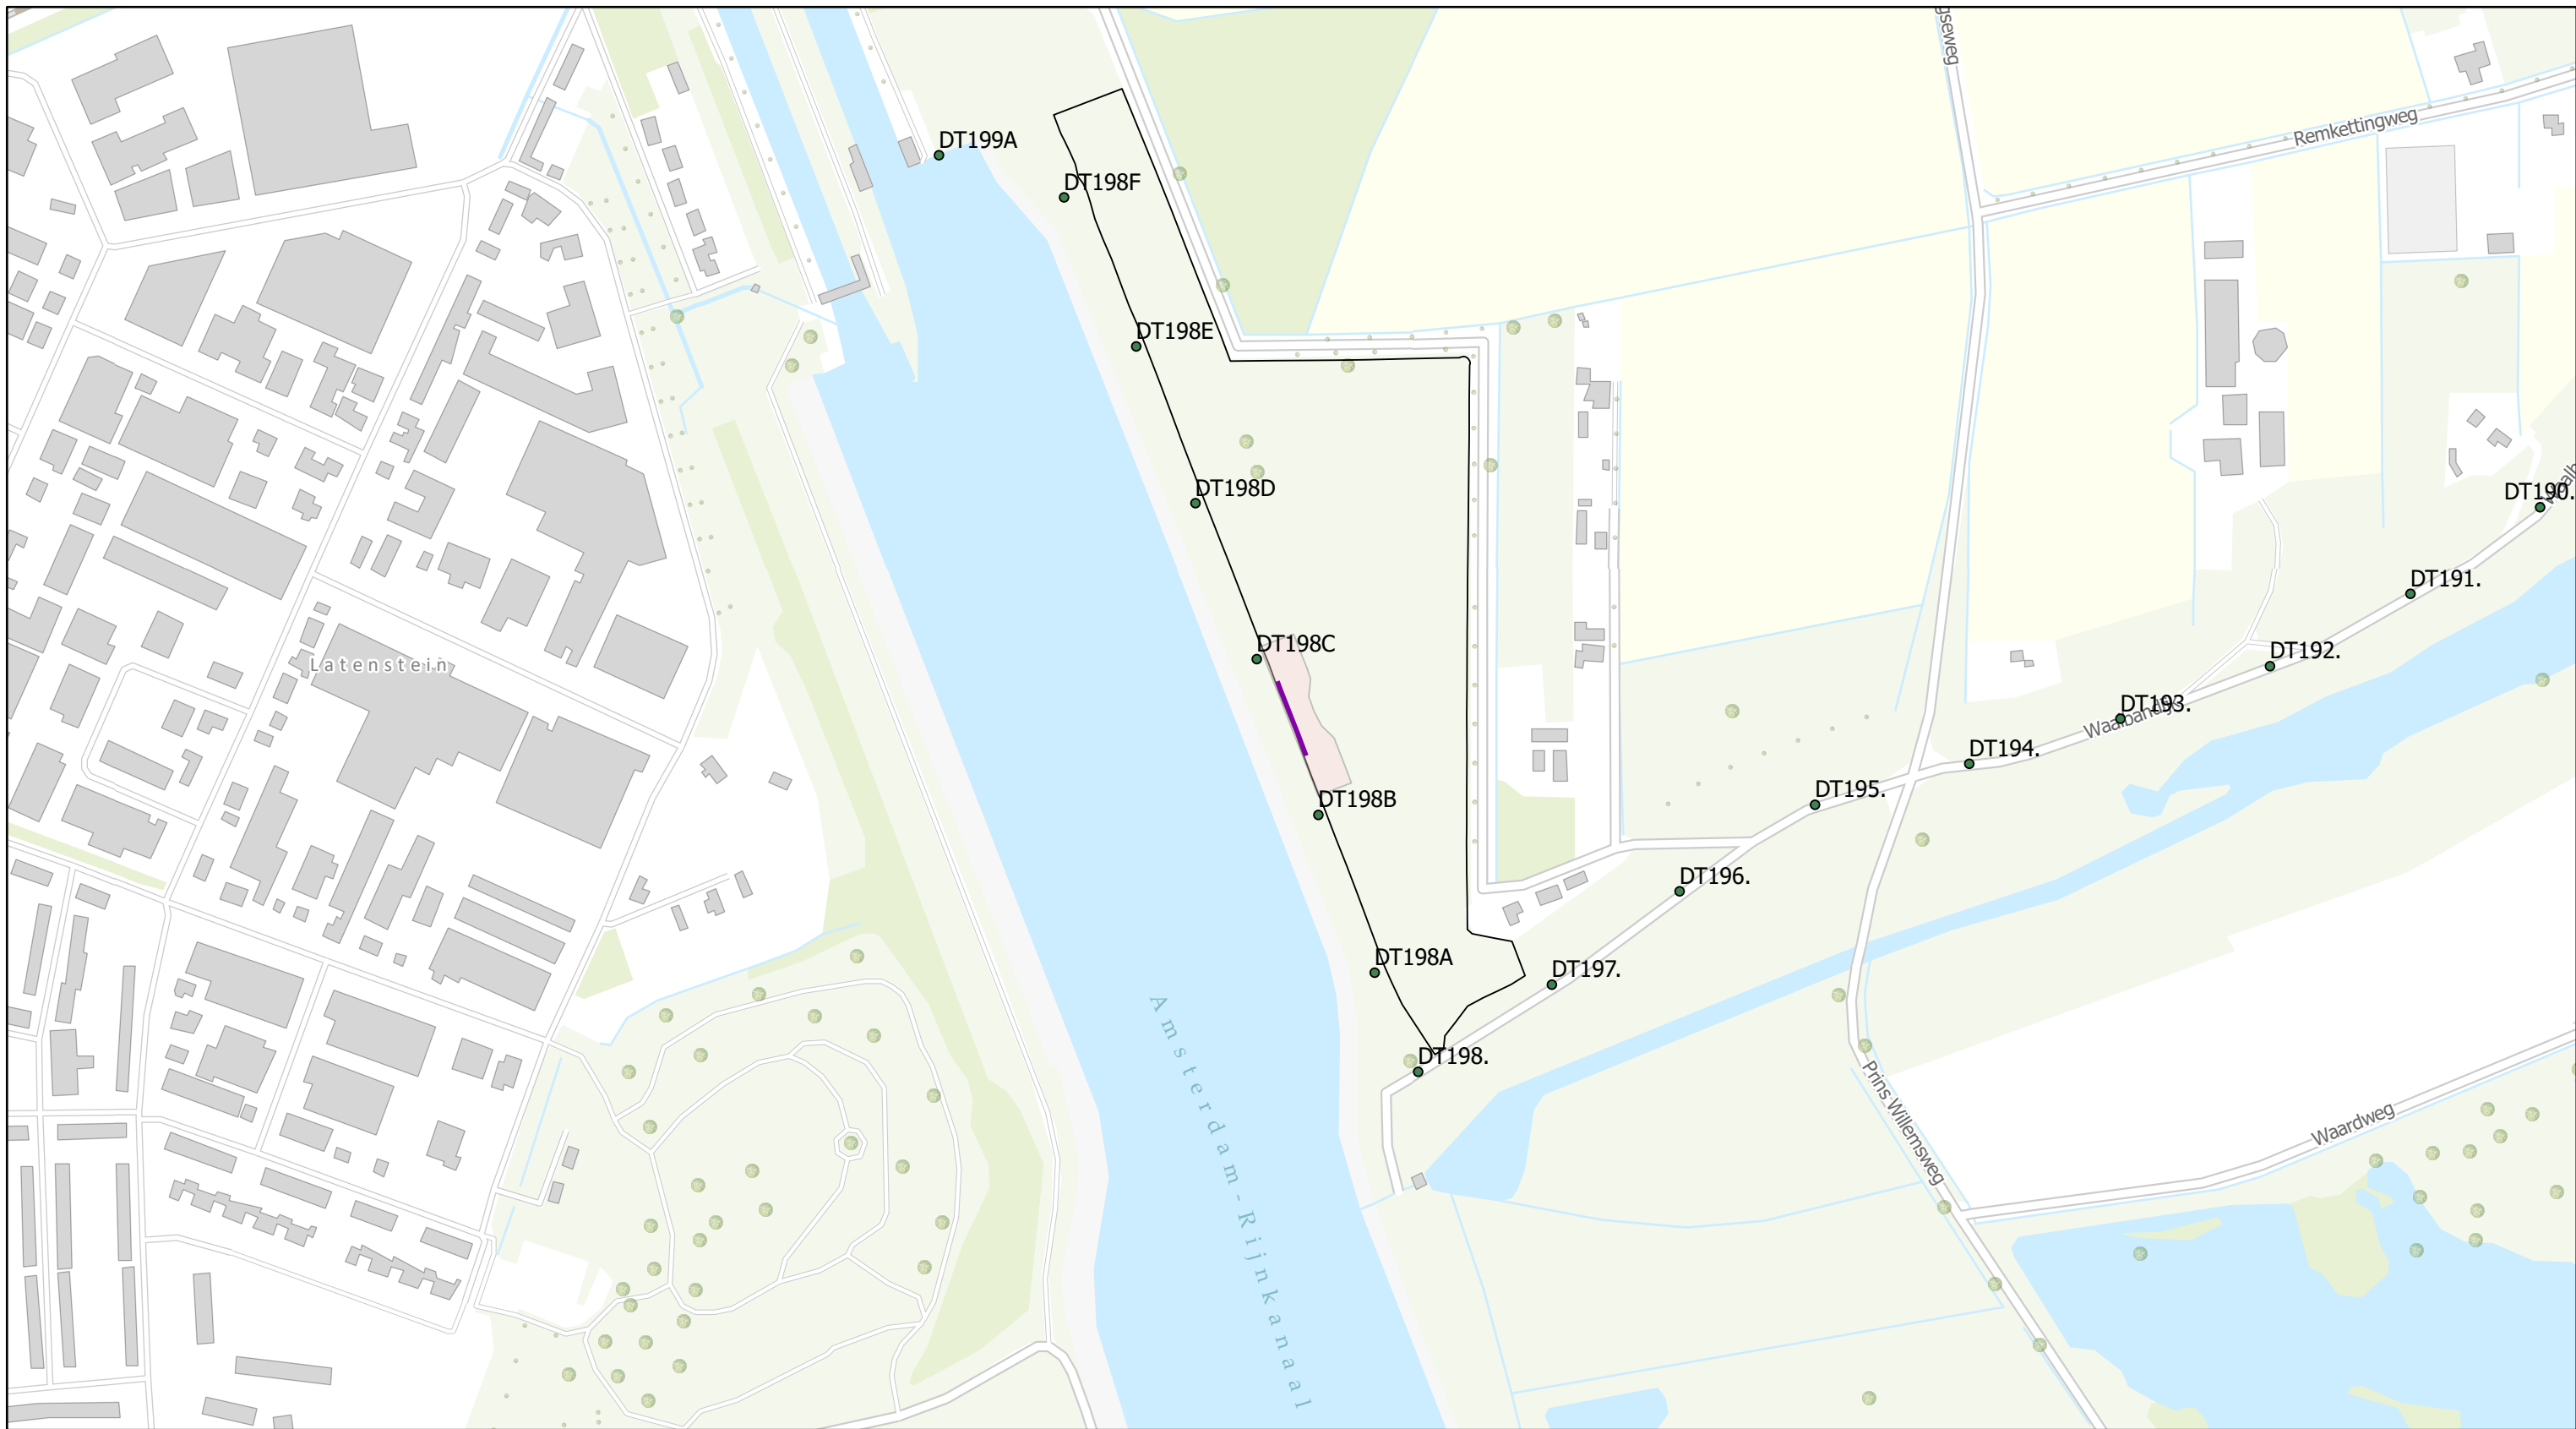 gseweg
Remkettingweg
DT199A
DT198F
DT198E
DT198D
DT190.
DT191.
DT198C
DT192.
Latenstein
DT193.
Waalbandijk
DT194.
DT198B
DT195.
DT196.
DT198A
DT197.
Amsterdam-Rijnkanaal
DT198.
Prins Willemsweg
Waardweg